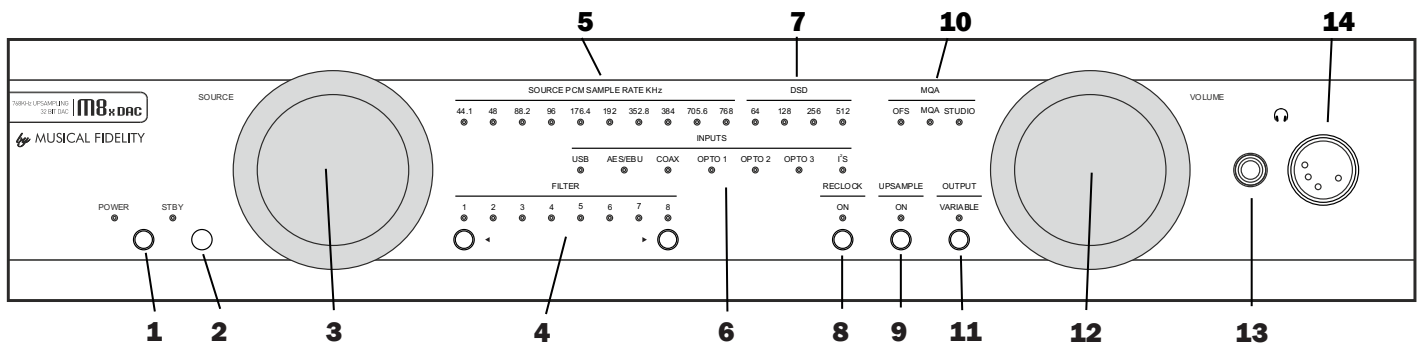 5 7 10 14
SOURCE PCM SAMPLE RATE KHz DSD MQA
768KHz UPSAMPLING
32 BIT DAC
M8x DAC
by MUSICAL FIDELITY
SOURCE
VOLUME
44.1 48 88.2 96 176.4 192 352.8 384 705.6 768 64 128 256 512 OFS MQA STUDIO
INPUTS
USB AES/EBU COAX OPTO 1 OPTO 2 OPTO 3 I²S
FILTER RECLOCK UPSAMPLE OUTPUT
POWER STBY 1 2 3 4 5 6 7 8 ON ON VARIABLE
1 2 3 4 6 8 9 11 12 13